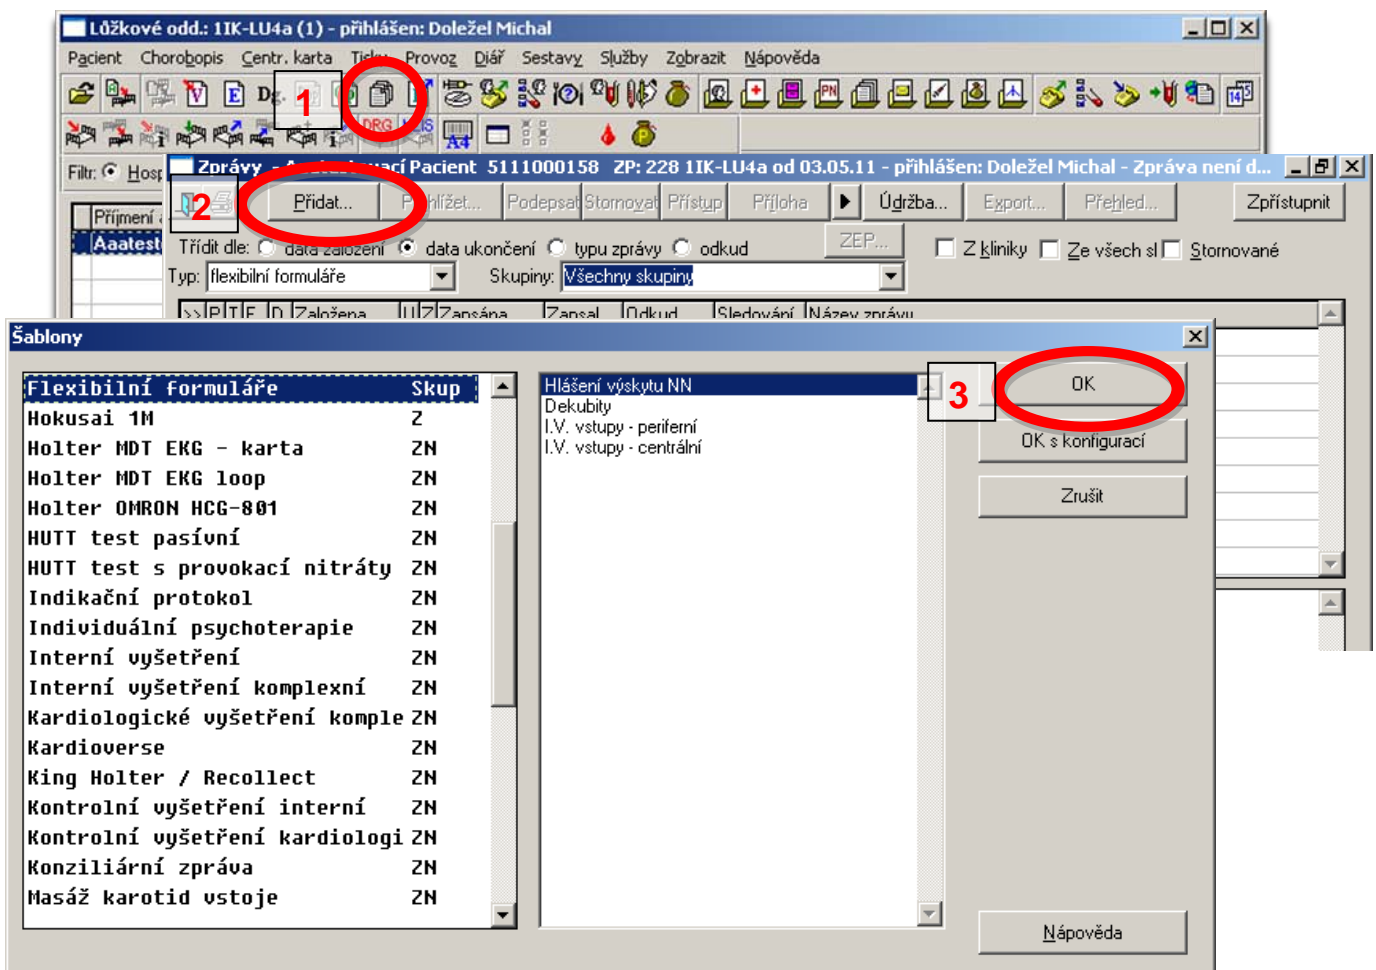 Lůžkové odd.: 1IK-LU4a (1) - přihlášen: Doležel Michal
Pacient Chorobopis Centr. karta Tisky Provoz Diář Sestavy Služby Zobrazit Nápověda
Dg.
1
DRG
A4
PN
14
Filtr: Hosp
Zprávy - Pacient 5111000158 ZP: 228 1IK-LU4a od 03.05.11 - přihlášen: Doležel Michal - Zpráva není d...
2
Přidat... Podepsat Stornovat Přístup Příloha Údržba... Export... Přehled... Zpřístupnit
Příjmení
Aaatest
Třídit dle: data založení data ukončení typu zprávy odkud ZEP... Z kliniky Ze všech sl Stornované
Typ: flexibilní formuláře Skupiny: Všechny skupiny
>> P T F D Založena U Z Zapsána Zapsal Odkud Sledování Název zprávy
Šablony
Flexibilní formuláře Skup
Hokusai 1M Z
Holter MDT EKG - karta ZN
Holter MDT EKG loop ZN
Holter OMRON HCG-801 ZN
HUTT test pasívní ZN
HUTT test s provokací nitráty ZN
Indikační protokol ZN
Individuální psychoterapie ZN
Interní vyšetření ZN
Interní vyšetření komplexní ZN
Kardiologické vyšetření komple ZN
Kardioverse ZN
King Holter / Recollect ZN
Kontrolní vyšetření interní ZN
Kontrolní vyšetření kardiologi ZN
Konziliární zpráva ZN
Masáž karotid vstoje ZN
Hlášení výskytu NN
Dekubity
I.V. vstupy - periferní
I.V. vstupy - centrální
3
OK
OK s konfigurací
Zrušit
Nápověda